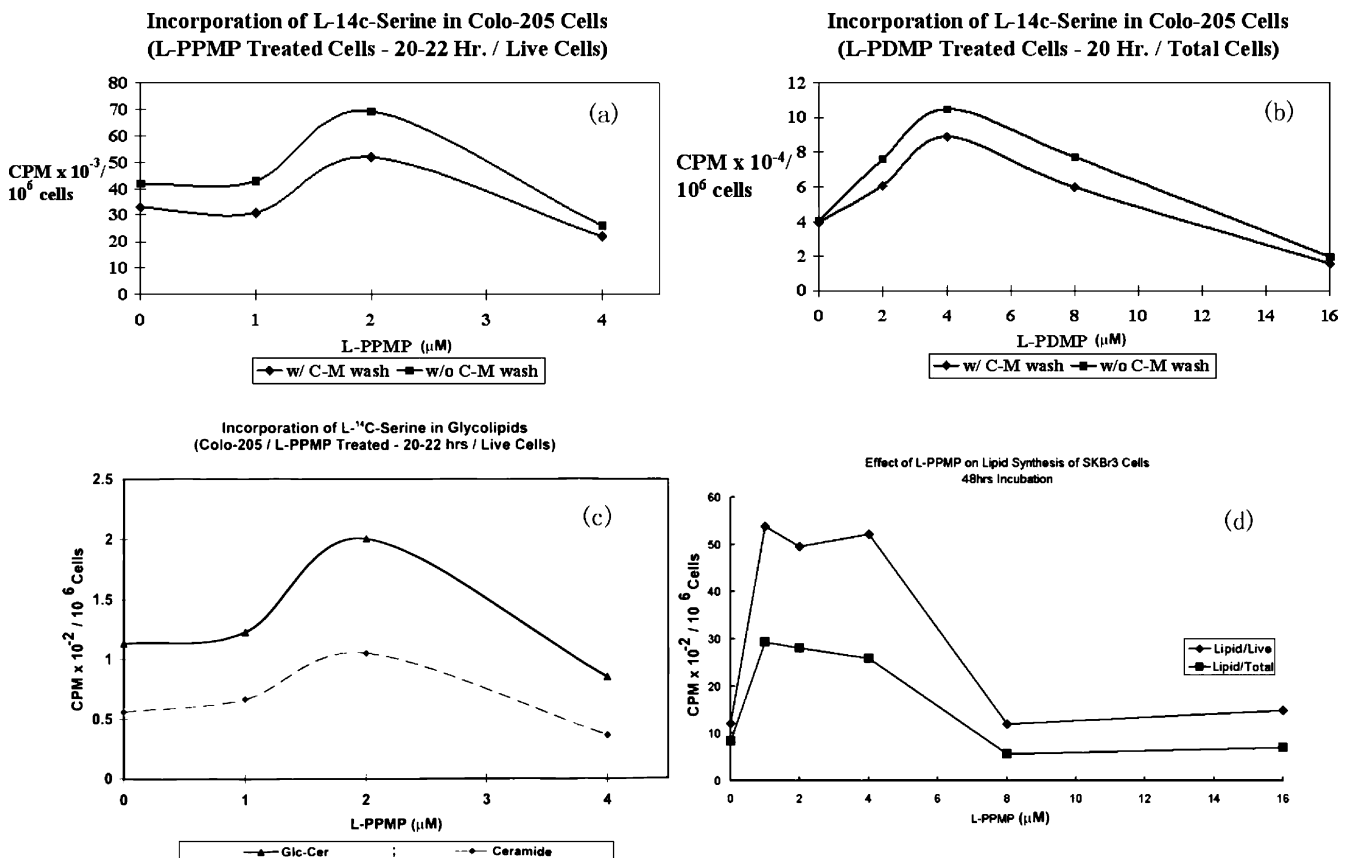 Incorporation of L-14c-Serine in Colo-205 Cells
(L-PPMP Treated Cells - 20-22 Hr. / Live Cells)
80
70
60
50
40
30
20
10
0
CPM x 10⁻³/
10⁶ cells
(a)
0 1 2 3 4
L-PPMP (μM)
w/ C-M wash w/o C-M wash
Incorporation of L-14c-Serine in Colo-205 Cells
(L-PDMP Treated Cells - 20 Hr. / Total Cells)
12
10
8
6
4
2
0
CPM x 10⁻⁴/
10⁶ cells
(b)
0 2 4 6 8 10 12 14 16
L-PDMP (μM)
w/ C-M wash w/o C-M wash
Incorporation of L-¹⁴C-Serine in Glycolipids
(Colo-205 / L-PPMP Treated - 20-22 hrs / Live Cells)
2.5
2
1.5
1
0.5
0
CPM x 10⁻² / 10⁶ Cells
(c)
0 1 2 3 4
L-PPMP (μM)
Glc-Cer Ceramide
Effect of L-PPMP on Lipid Synthesis of SKBr3 Cells
48hrs Incubation
60
50
40
30
20
10
0
CPM x 10⁻² / 10⁶ Cells
(d)
Lipid/Live
Lipid/Total
0 2 4 6 8 10 12 14 16
L-PPMP (μM)